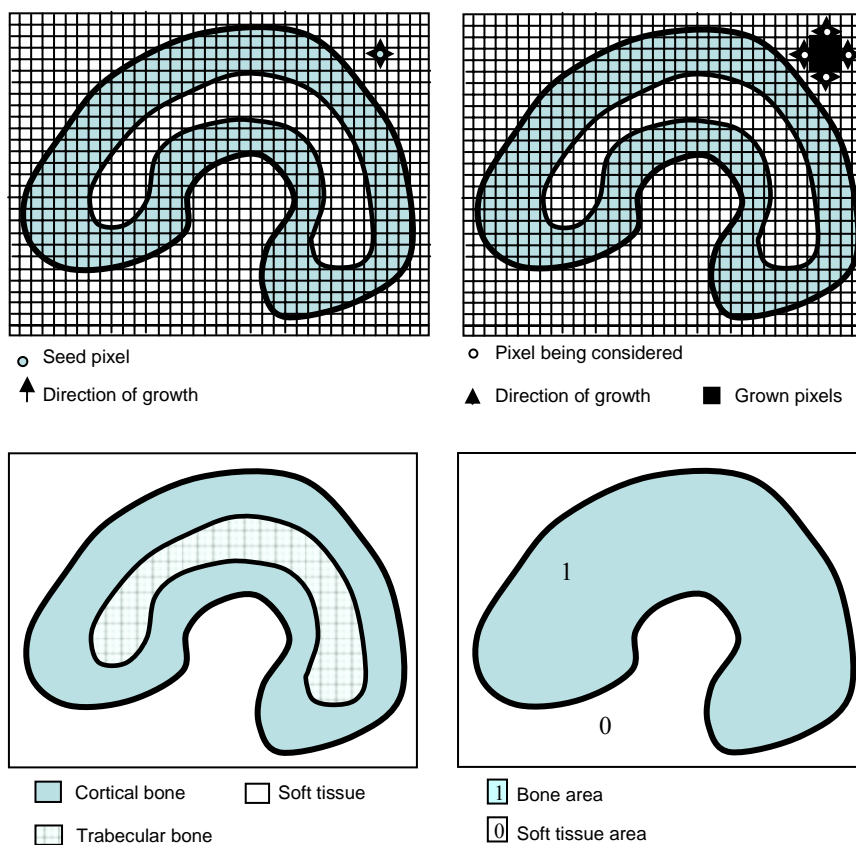 Seed pixel
Direction of growth
Pixel being considered
Direction of growth Grown pixels
1
0
Cortical bone Soft tissue
Trabecular bone
1 Bone area
0 Soft tissue area